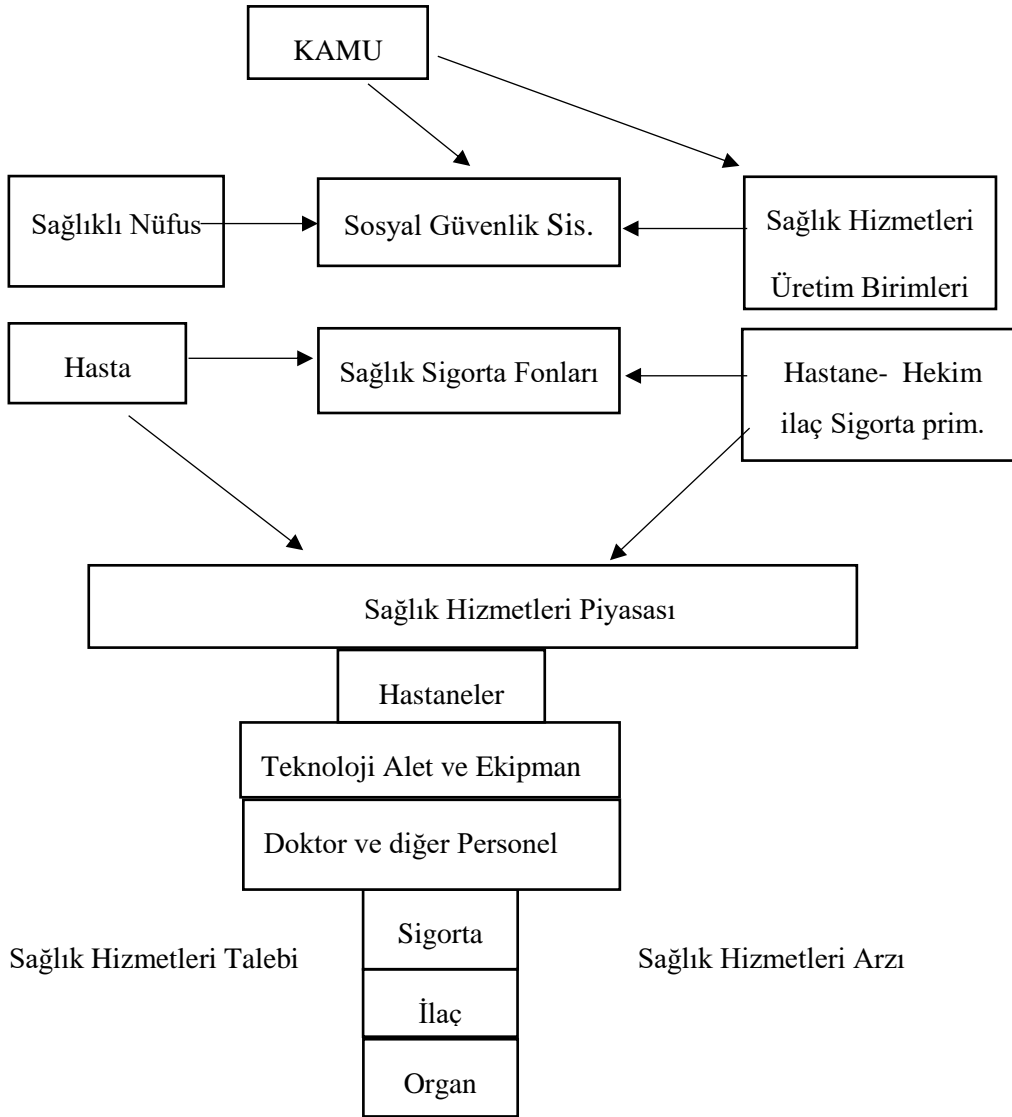 KAMU
Sağlıklı Nüfus
Sosyal Güvenlik Sis.
Sağlık Hizmetleri
Üretim Birimleri
Hasta
Sağlık Sigorta Fonları
Hastane- Hekim
ilaç Sigorta prim.
Sağlık Hizmetleri Piyasası
Hastaneler
Teknoloji Alet ve Ekipman
Doktor ve diğer Personel
Sigorta
Sağlık Hizmetleri Talebi
Sağlık Hizmetleri Arzı
İlaç
Organ